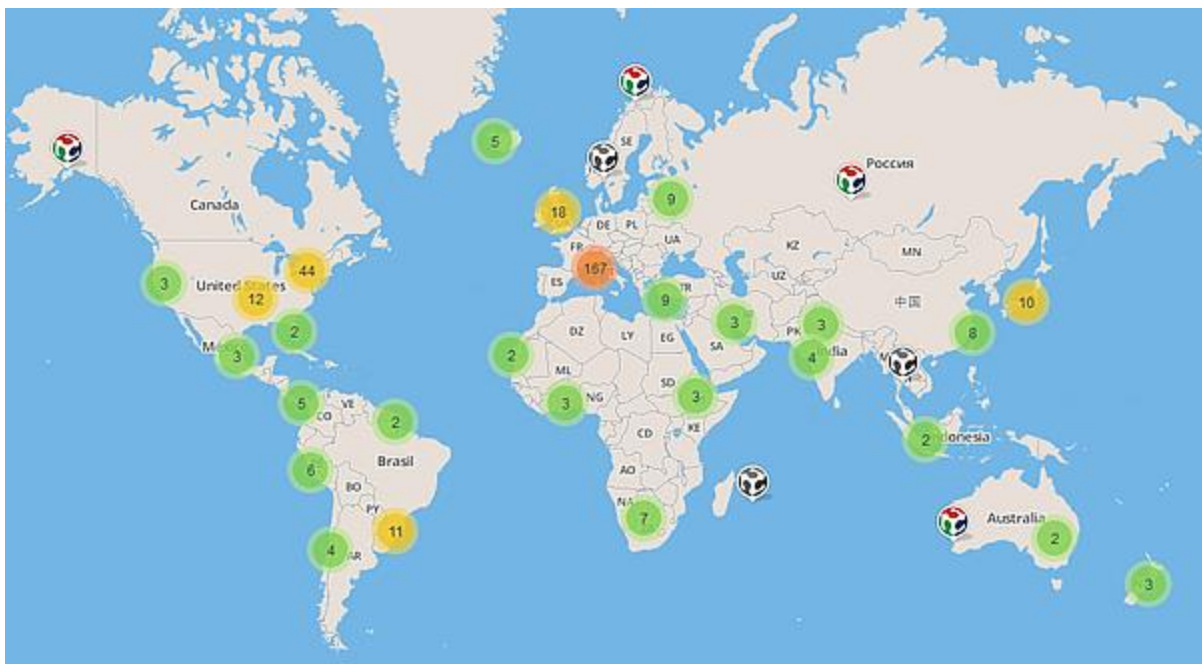 5
SE
Россия
Canada
18
9
DE
PL
FR
UA
KZ
MN
167
44
3
United States
12
ES
UZ
TR
9
中国
10
2
3
PK
3
8
México
3
2
DZ
LY
EG
SA
4
India
ML
SD
3
NG
3
5
CO
VE
2
KE
CD
2
Indonesia
6
Brasil
BO
AO
NA
7
PY
11
Australia
2
4
AR
3